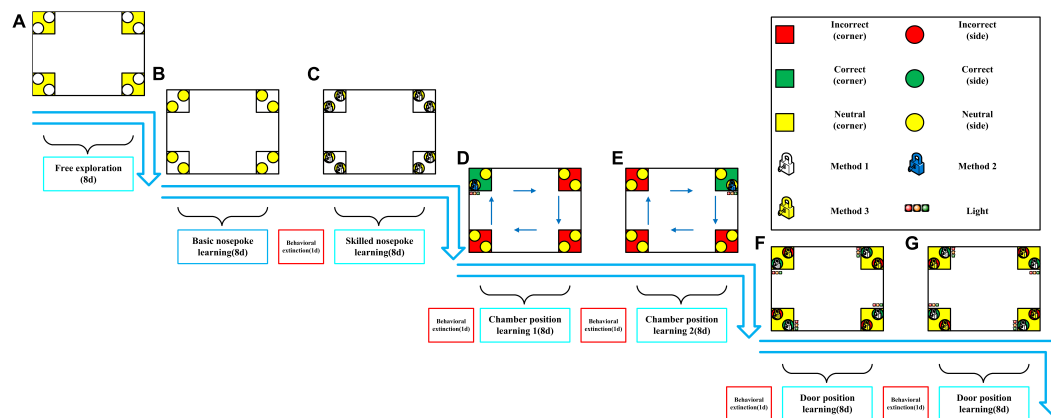 A
B
C
D
E
F
G
Incorrect
(corner)
Incorrect
(side)
Correct
(corner)
Correct
(side)
Neutral
(corner)
Neutral
(side)
Method 1
Method 2
Method 3
Light
Free exploration
(8d)
Basic nosepoke
learning(8d)
Behavioral
extinction(1d)
Skilled nosepoke
learning(8d)
Behavioral
extinction(1d)
Chamber position
learning 1(8d)
Behavioral
extinction(1d)
Chamber position
learning 2(8d)
Behavioral
extinction(1d)
Door position
learning(8d)
Behavioral
extinction(1d)
Door position
learning(8d)